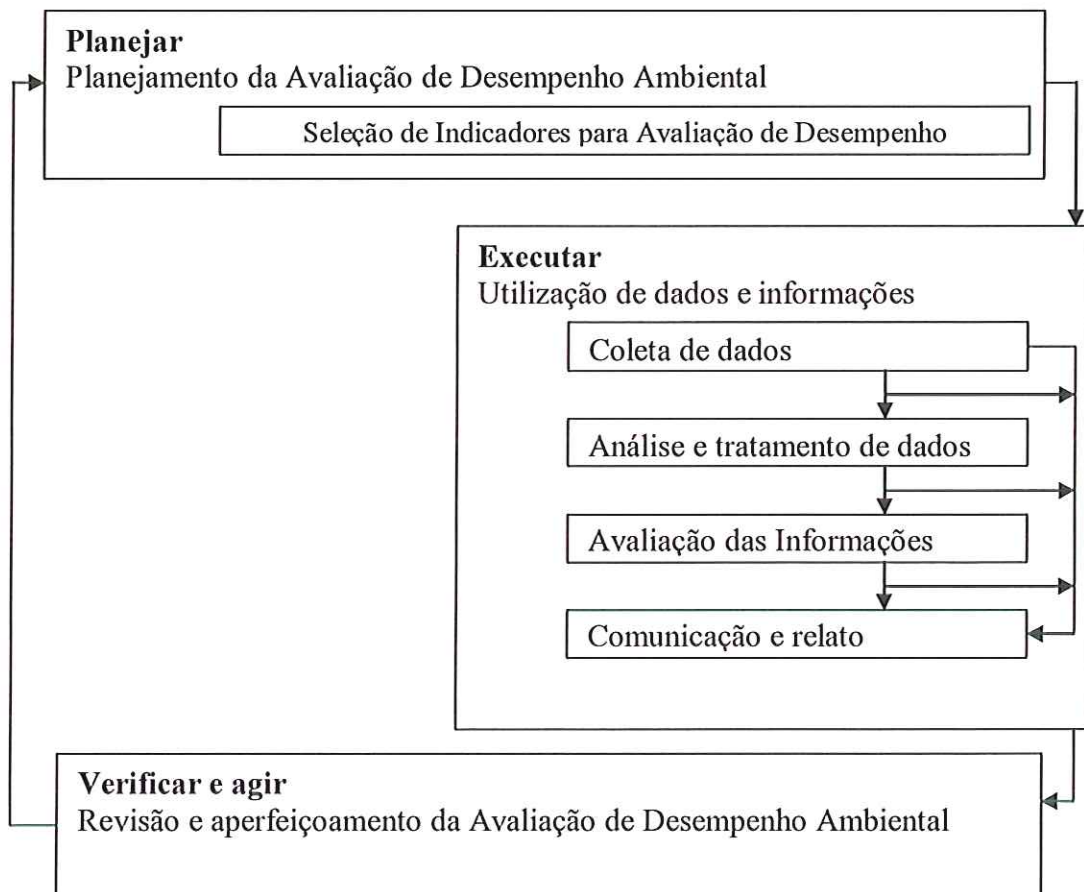 Planejar
Planejamento da Avaliação de Desempenho Ambiental
Seleção de Indicadores para Avaliação de Desempenho
Executar
Utilização de dados e informações
Coleta de dados
Análise e tratamento de dados
Avaliação das Informações
Comunicação e relato
Verificar e agir
Revisão e aperfeiçoamento da Avaliação de Desempenho Ambiental